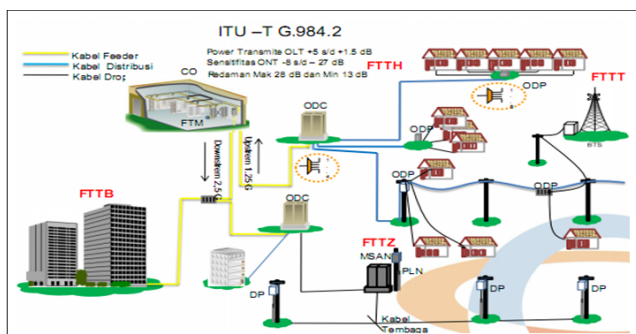 ITU –T G.984.2
Kabel Feeder
Kabel Distribusi
Kabel Drop
Power Transmite OLT +5 s/d +1.5 dB
Sensitifitas ONT -8 s/d – 27 dB
Redaman Mak 28 dB dan Min 13 dB
FTTH
CO
FTM
ODC
ODP
FTTT
BTS
Downstrem 2,5 G
Upstrem 1,25 G
ODP
ODP
ODP
FTTB
ODC
FTTZ
MSAN
PLN
DP
DP
DP
Kabel
Tembaga